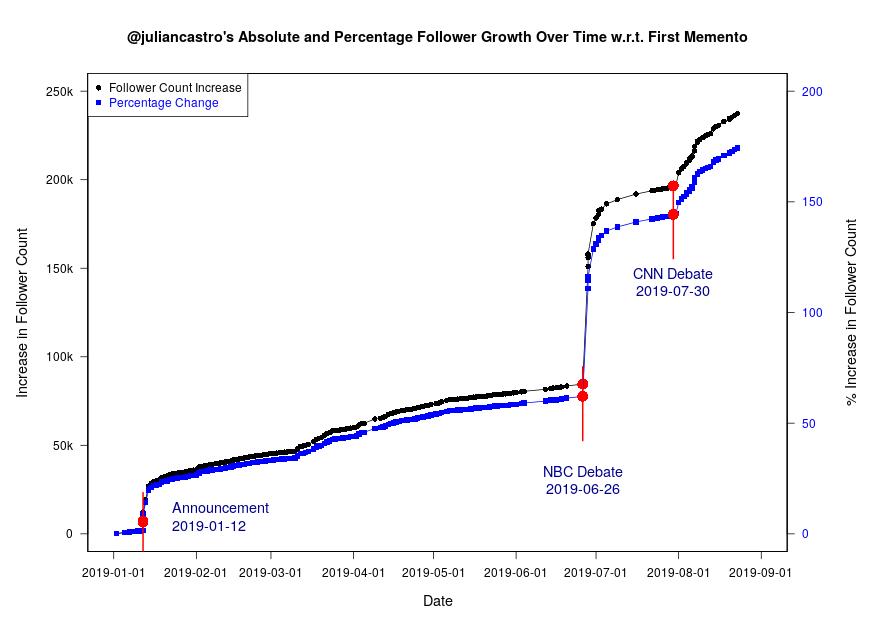 @juliancastro's Absolute and Percentage Follower Growth Over Time w.r.t. First Memento
Follower Count Increase
Percentage Change
250k
200k
150k
100k
50k
0
Increase in Follower Count
200
150
100
50
0
% Increase in Follower Count
CNN Debate
2019-07-30
NBC Debate
2019-06-26
Announcement
2019-01-12
2019-01-01 2019-02-01 2019-03-01 2019-04-01 2019-05-01 2019-06-01 2019-07-01 2019-08-01 2019-09-01
Date